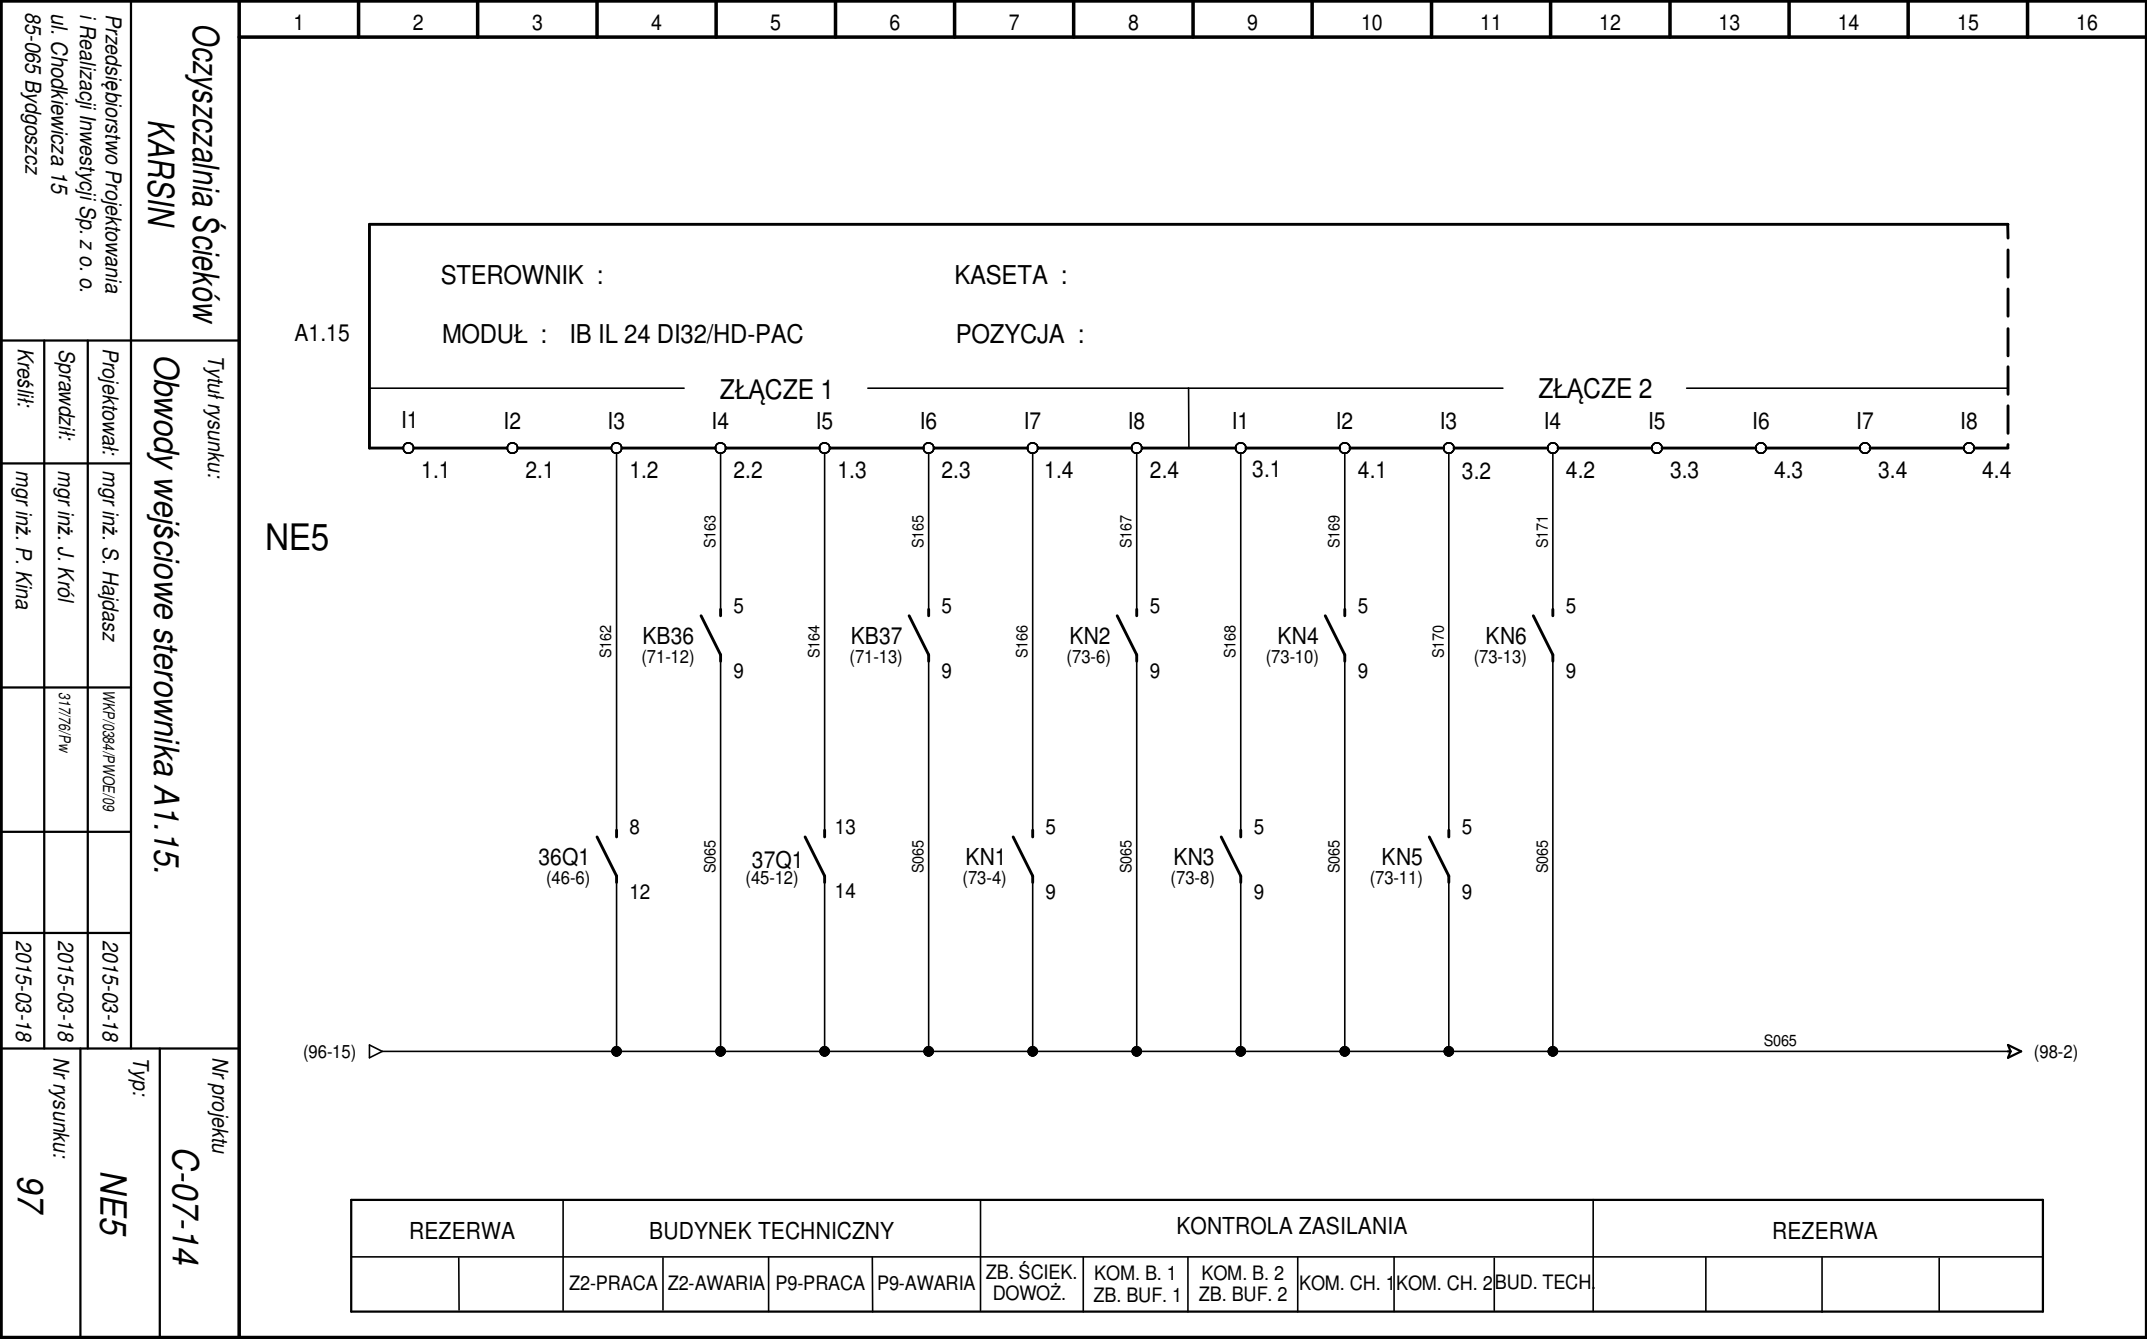 1 2 3 4 5 6 7 8 9 10 11 12 13 14 15 16
Oczyszczalnia Ścieków
KARSIN
Przedsiębiorstwo Projektowania
i Realizacji Inwestycji Sp. z o. o.
ul. Chodkiewicza 15
85-065 Bydgoszcz
Tytuł rysunku:
Obwody wejściowe sterownika A1.15.
Projektował: mgr inż. S. Hajdasz WKP/0384/PWOE/09 2015-03-18
Sprawdził: mgr inż. J. Król 317/76/Pw 2015-03-18
Kreślił: mgr inż. P. Kina 2015-03-18
Nr projektu
C-07-14
Typ:
NE5
Nr rysunku:
97
STEROWNIK : KASETA :
A1.15 MODUŁ : IB IL 24 DI32/HD-PAC POZYCJA :
ZŁĄCZE 1 ZŁĄCZE 2
I1 I2 I3 I4 I5 I6 I7 I8 I1 I2 I3 I4 I5 I6 I7 I8
1.1 2.1 1.2 2.2 1.3 2.3 1.4 2.4 3.1 4.1 3.2 4.2 3.3 4.3 3.4 4.4
NE5
S163 S165 S167 S169 S171
5 5 5 5 5
S162 KB36 S164 KB37 S166 KN2 S168 KN4 S170 KN6
(71-12) (71-13) (73-6) (73-10) (73-13)
9 9 9 9 9
8 13 5 5 5
36Q1 S065 37Q1 S065 KN1 S065 KN3 S065 KN5 S065
(46-6) (45-12) (73-4) (73-8) (73-11)
12 14 9 9 9
(96-15) S065 (98-2)
REZERWA BUDYNEK TECHNICZNY KONTROLA ZASILANIA REZERWA
Z2-PRACA Z2-AWARIA P9-PRACA P9-AWARIA ZB. ŚCIEK. KOM. B. 1 KOM. B. 2 KOM. CH. 1 KOM. CH. 2 BUD. TECH.
DOWOŻ. ZB. BUF. 1 ZB. BUF. 2